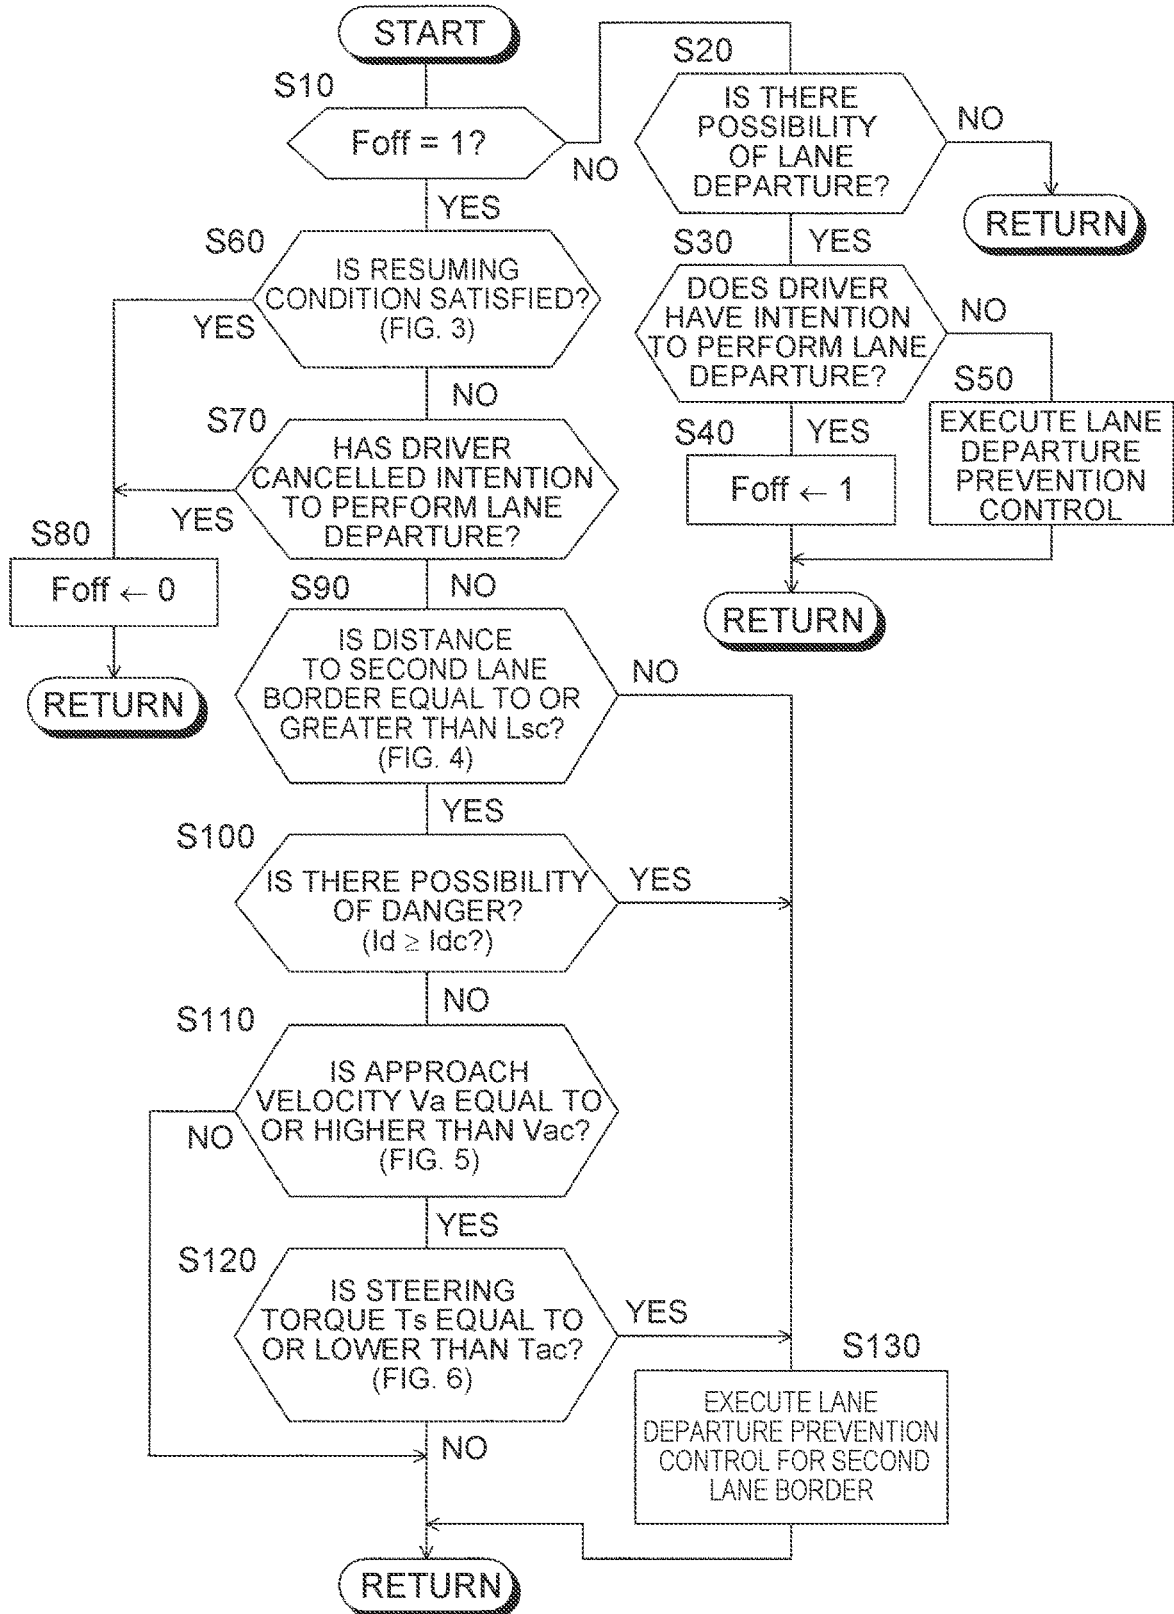 START
S10
Foff = 1?
NO
YES
S20
IS THERE
POSSIBILITY
OF LANE
DEPARTURE?
NO
RETURN
YES
S30
DOES DRIVER
HAVE INTENTION
TO PERFORM LANE
DEPARTURE?
NO
S50
EXECUTE LANE
DEPARTURE
PREVENTION
CONTROL
YES
S40
Foff ← 1
RETURN
S60
IS RESUMING
CONDITION SATISFIED?
(FIG. 3)
YES
NO
S70
HAS DRIVER
CANCELLED INTENTION
TO PERFORM LANE
DEPARTURE?
YES
S80
Foff ← 0
RETURN
NO
S90
IS DISTANCE
TO SECOND LANE
BORDER EQUAL TO OR
GREATER THAN Lsc?
(FIG. 4)
NO
YES
S100
IS THERE POSSIBILITY
OF DANGER?
(Id ≥ Idc?)
YES
NO
S110
IS APPROACH
VELOCITY Va EQUAL TO
OR HIGHER THAN Vac?
(FIG. 5)
NO
YES
S120
IS STEERING
TORQUE Ts EQUAL TO
OR LOWER THAN Tac?
(FIG. 6)
YES
NO
S130
EXECUTE LANE
DEPARTURE PREVENTION
CONTROL FOR SECOND
LANE BORDER
RETURN